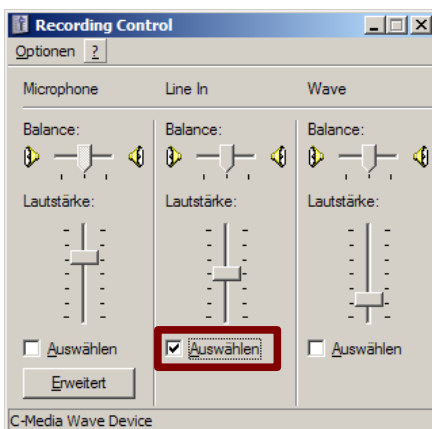 Recording Control
Optionen ?
Microphone Line In Wave
Balance: Balance: Balance:
Lautstärke: Lautstärke: Lautstärke:
Auswählen Auswählen Auswählen
Erweitert
C-Media Wave Device